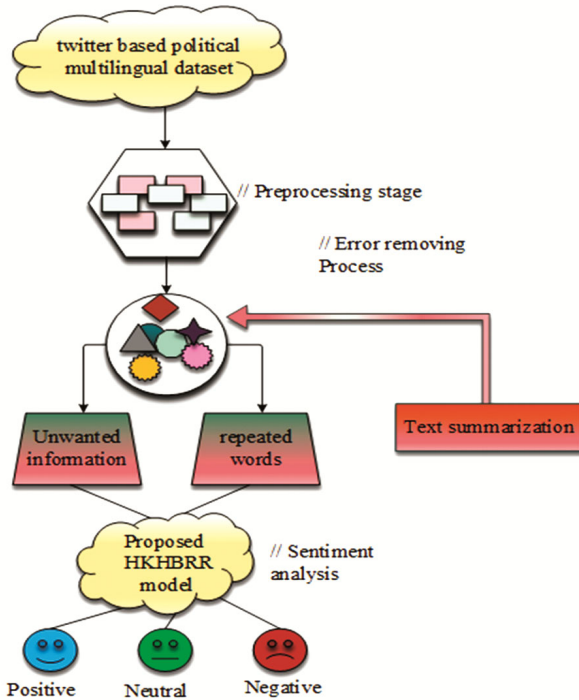 twitter based political
multilingual dataset
// Preprocessing stage
// Error removing
Process
Unwanted
information
repeated
words
Text summarization
Proposed
HKHBRR
model
// Sentiment
analysis
Positive
Neutral
Negative